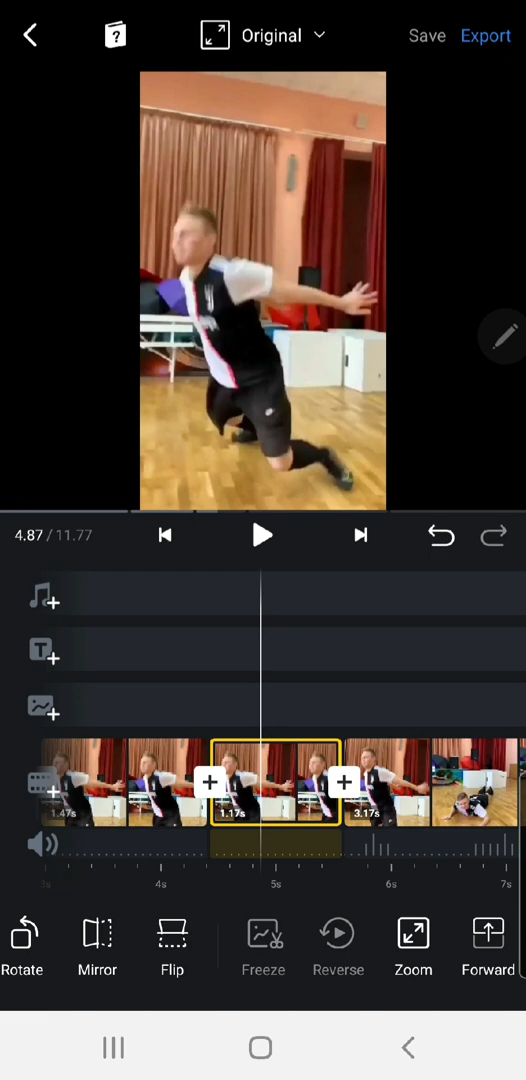 ?
Original
Save Export
4.87 / 11.77
T
1.47s
1.17s
3.17s
3s 4s 5s 6s 7s
Rotate Mirror Flip Freeze Reverse Zoom Forward